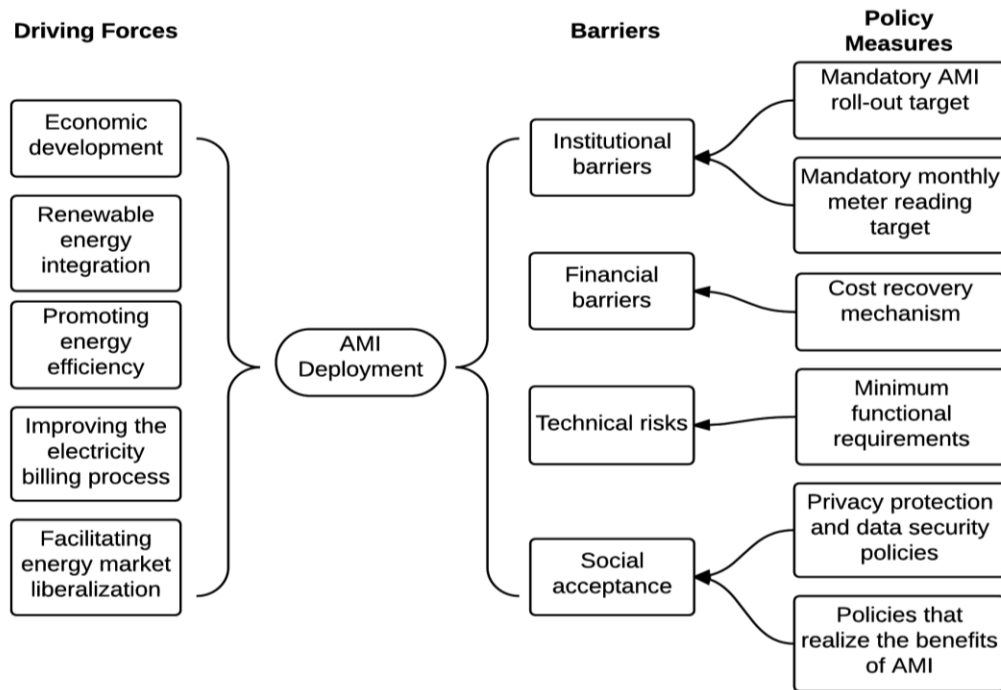 Driving Forces
Economic
development
Renewable
energy
integration
Promoting
energy
efficiency
Improving the
electricity
billing process
Facilitating
energy market
liberalization
AMI
Deployment
Barriers
Institutional
barriers
Financial
barriers
Technical risks
Social
acceptance
Policy
Measures
Mandatory AMI
roll-out target
Mandatory monthly
meter reading
target
Cost recovery
mechanism
Minimum
functional
requirements
Privacy protection
and data security
policies
Policies that
realize the benefits
of AMI